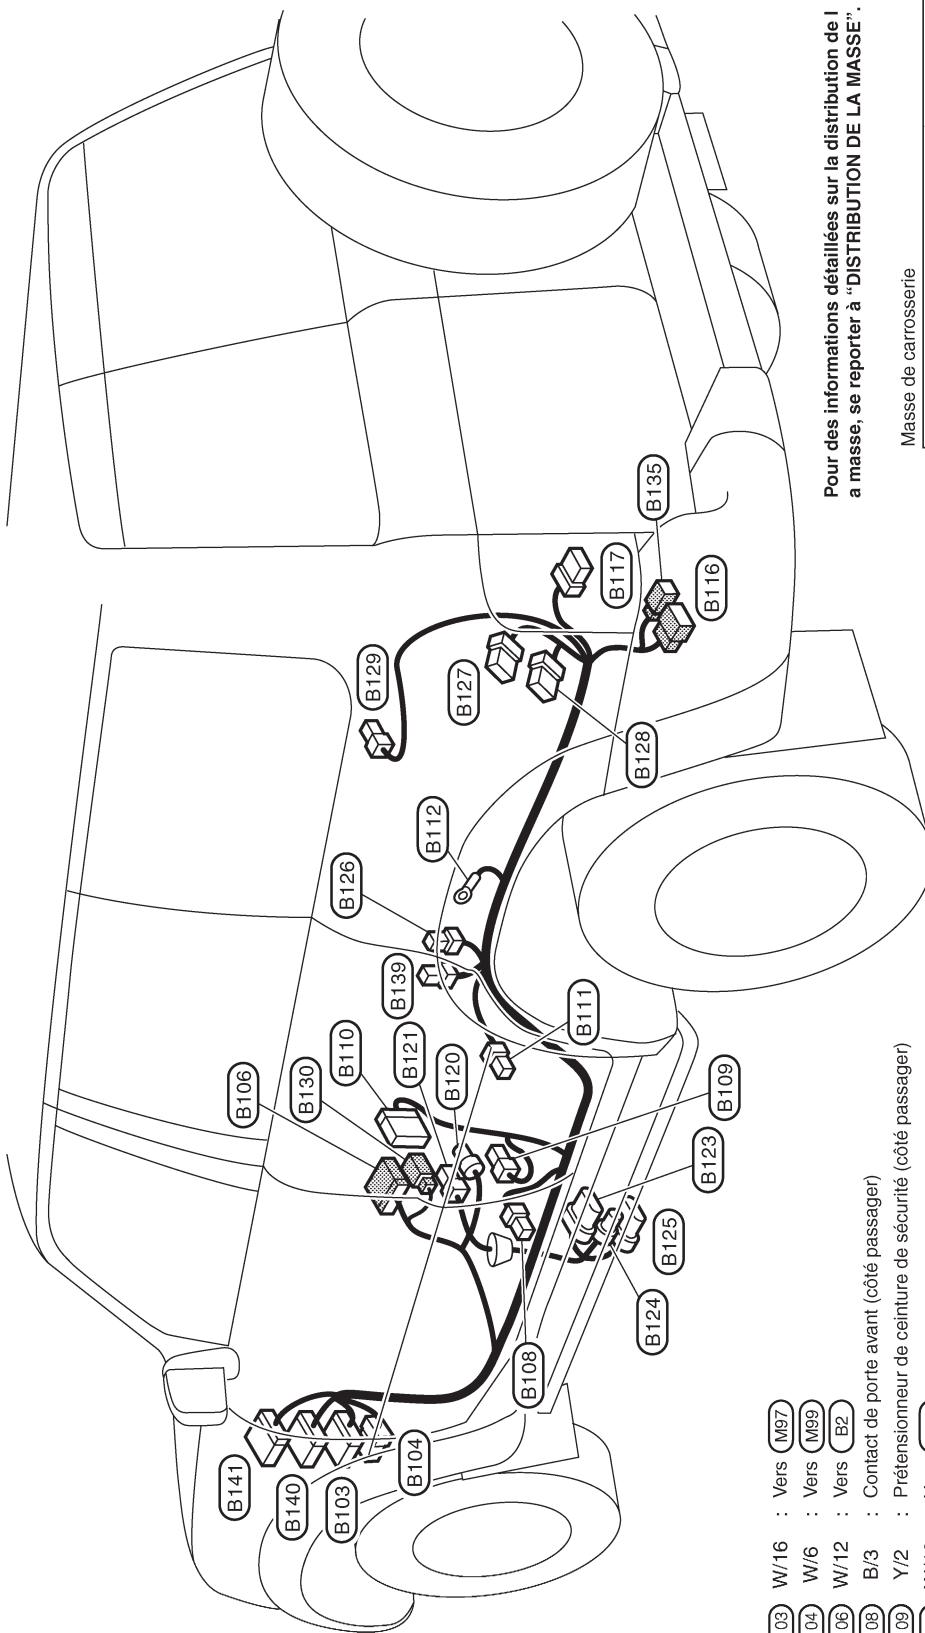 Pour des informations détaillées sur la distribution de l
a masse, se reporter à “DISTRIBUTION DE LA MASSE”.
Masse de carrosserie
B141
B140
B103
B104
B108
B106
B130
B110
B121
B120
B109
B123
B125
B124
B111
B139
B126
B112
B129
B127
B128
B117
B135
B116
03 W/16 : Vers M97
04 W/6 : Vers M99
06 W/12 : Vers B2
08 B/3 : Contact de porte avant (côté passager)
09 Y/2 : Prétensionneur de ceinture de sécurité (côté passager)